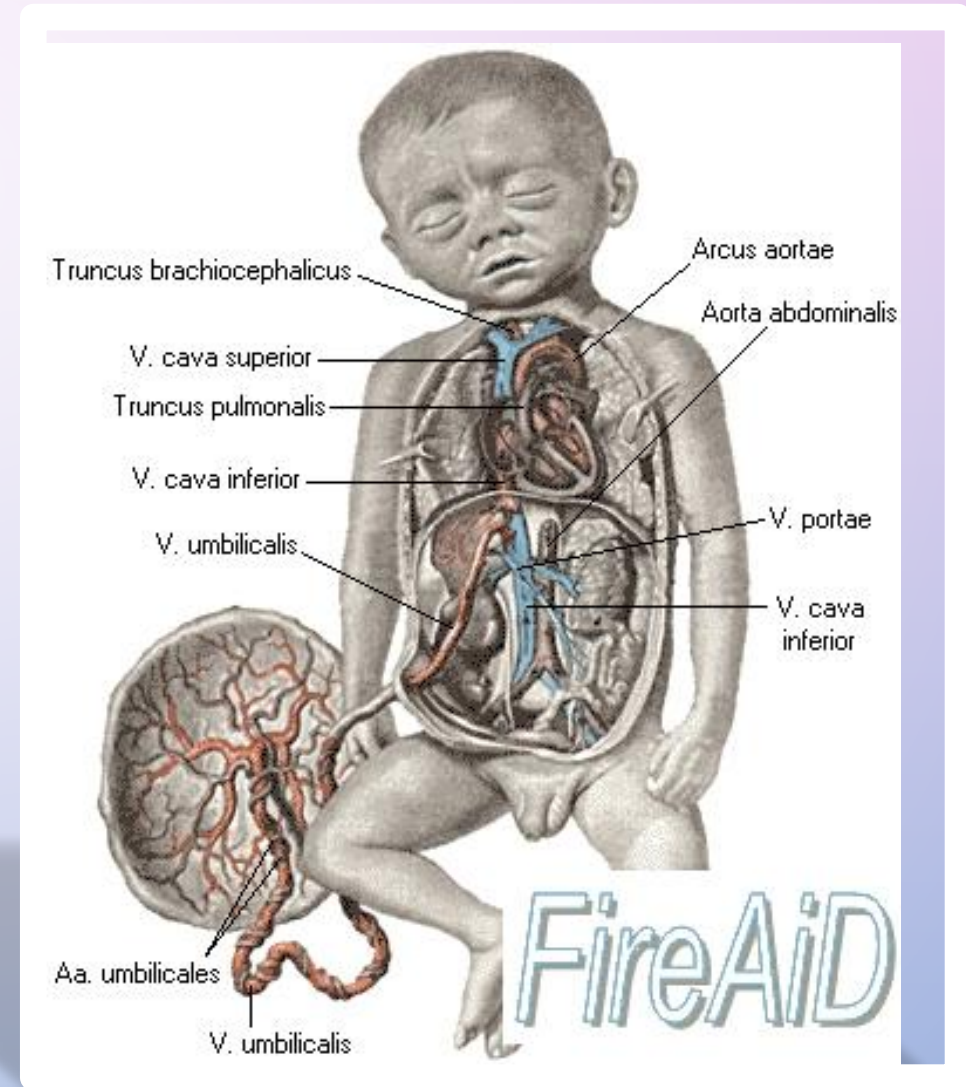 Truncus brachiocephalicus
Arcus aortae
Aorta abdominalis
V. cava superior
Truncus pulmonalis
V. cava inferior
V. portae
V. umbilicalis
V. cava
inferior
Aa. umbilicales
V. umbilicalis
FireAiD